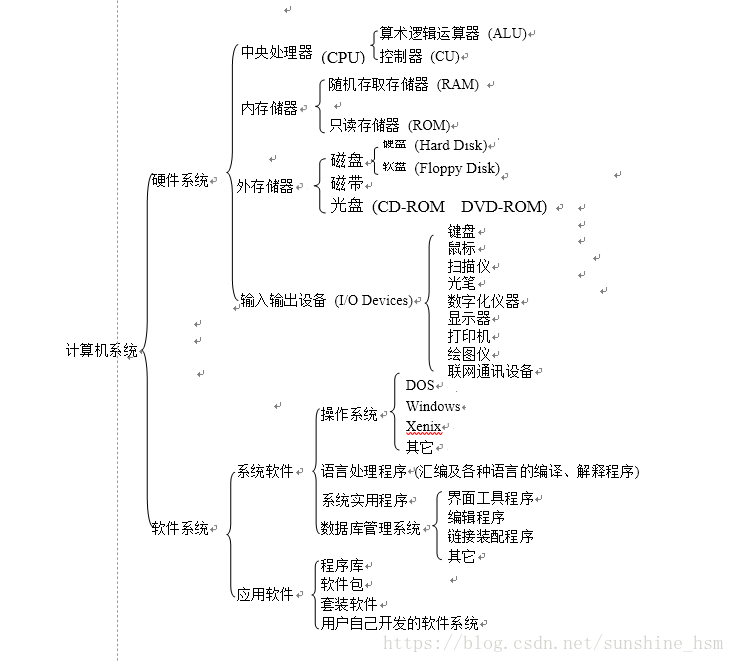 中央处理器 (CPU)
算术逻辑运算器 (ALU)
控制器 (CU)
内存储器
随机存取存储器 (RAM)
只读存储器 (ROM)
硬件系统
外存储器
磁盘
硬盘 (Hard Disk)
软盘 (Floppy Disk)
磁带
光盘 (CD-ROM DVD-ROM)
输入输出设备 (I/O Devices)
键盘
鼠标
扫描仪
光笔
数字化仪器
显示器
打印机
绘图仪
联网通讯设备
计算机系统
操作系统
DOS
Windows
Xenix
其它
系统软件
语言处理程序 (汇编及各种语言的编译、解释程序)
系统实用程序
数据库管理系统
界面工具程序
编辑程序
链接装配程序
其它
软件系统
应用软件
程序库
软件包
套装软件
用户自己开发的软件系统
https://blog.csdn.net/sunshine_hsm